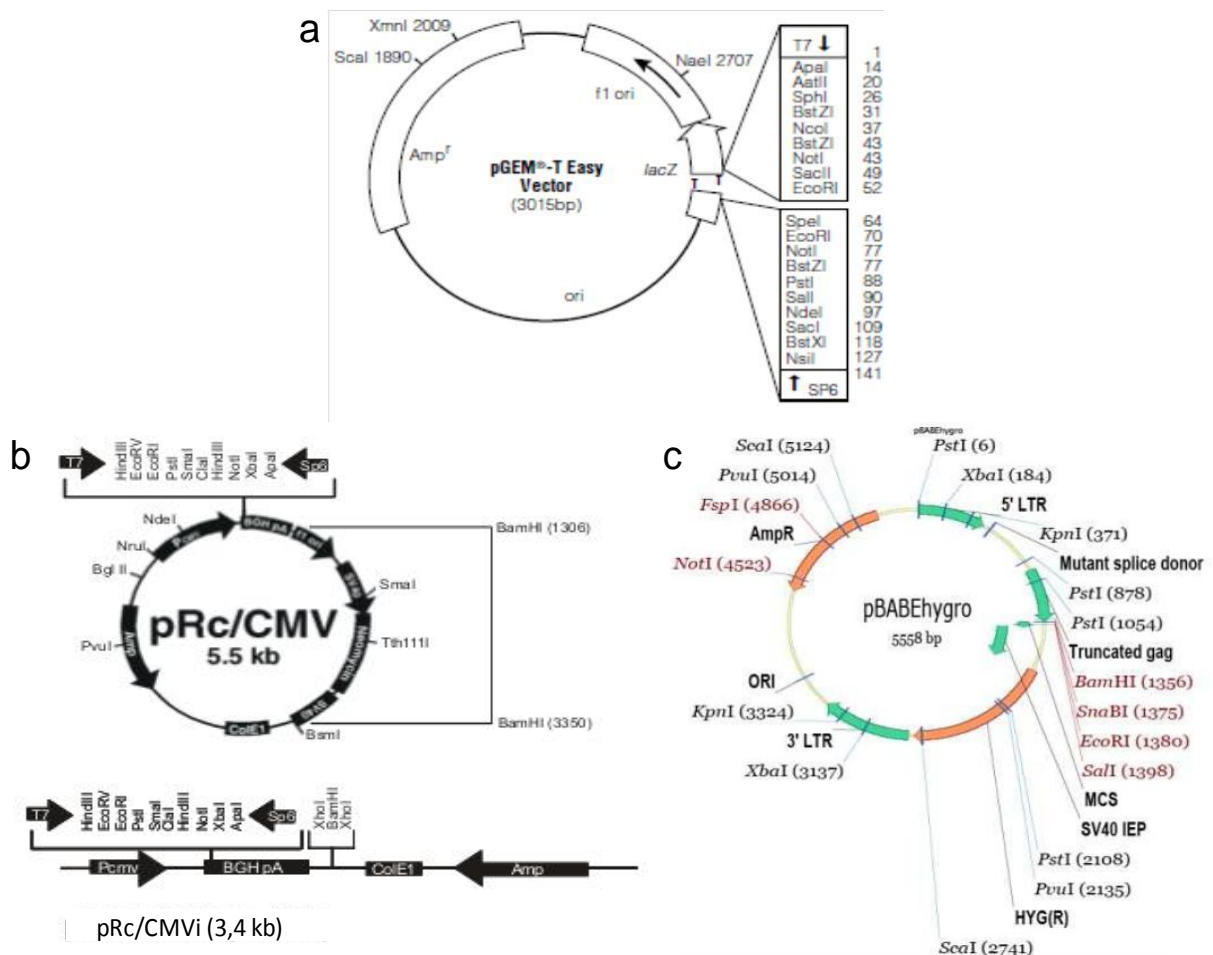 a
XmnI 2009
ScaI 1890
NaeI 2707
f1 ori
Ampʳ
pGEM®-T Easy
Vector
(3015bp)
lacZ
T T
ori
T7 ↓ 1
ApaI 14
AatII 20
SphI 26
BstZI 31
NcoI 37
BstZI 43
NotI 43
SacII 49
EcoRI 52
SpeI 64
EcoRI 70
NotI 77
BstZI 77
PstI 88
SalI 90
NdeI 97
SacI 109
BstXI 118
NsiI 127
141
↑ SP6
b
T7
HindIII
EcoRV
EcoRI
PstI
SmaI
ClaI
HindIII
NotI
XbaI
ApaI
Sp6
NdeI
NruI
Bgl II
PvuI
Pcmv
BGH pA
f1 ori
SV40
SmaI
Neomycin
Tth111I
SV40
BsmI
ColE1
Amp
BamHI (1306)
BamHI (3350)
pRc/CMV
5.5 kb
T7
HindIII
EcoRV
EcoRI
PstI
SmaI
ClaI
HindIII
NotI
XbaI
ApaI
Sp6
XhoI
BamHI
XhoI
Pcmv
BGH pA
ColE1
Amp
pRc/CMVi (3,4 kb)
c
pBABEhygro
ScaI (5124)
PstI (6)
PvuI (5014)
XbaI (184)
FspI (4866)
5' LTR
AmpR
KpnI (371)
NotI (4523)
Mutant splice donor
PstI (878)
PstI (1054)
pBABEhygro
5558 bp
Truncated gag
BamHI (1356)
SnaBI (1375)
EcoRI (1380)
SalI (1398)
MCS
SV40 IEP
PstI (2108)
PvuI (2135)
HYG(R)
ScaI (2741)
ORI
KpnI (3324)
3' LTR
XbaI (3137)